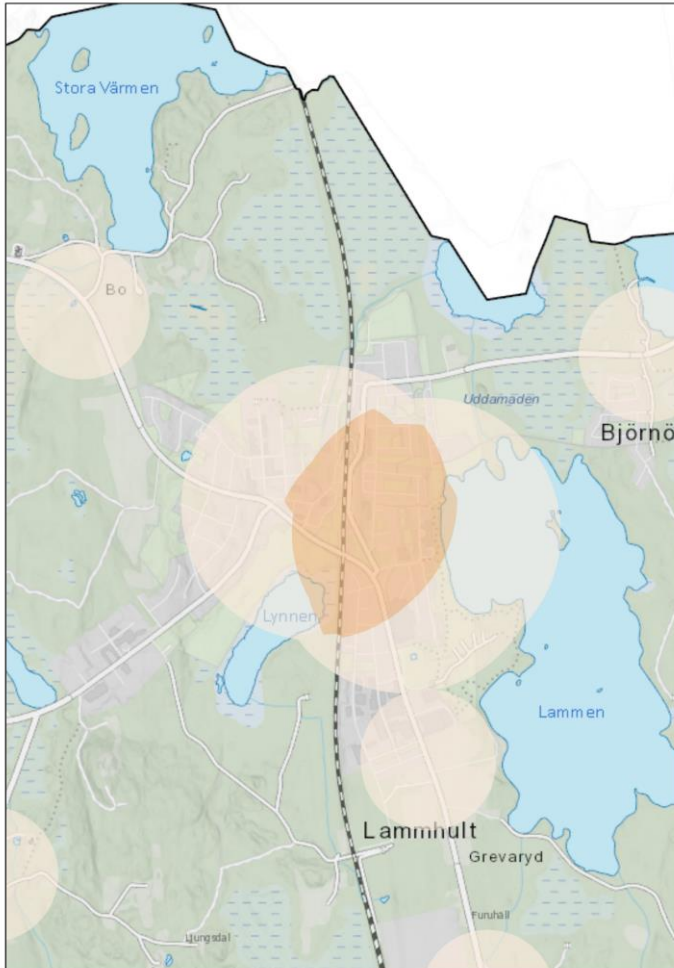 Stora Värmen
Bo
Uddamaden
Björnö
Lynnen
Lammen
Lammhult
Grevaryd
Furuhall
Ljungsdal